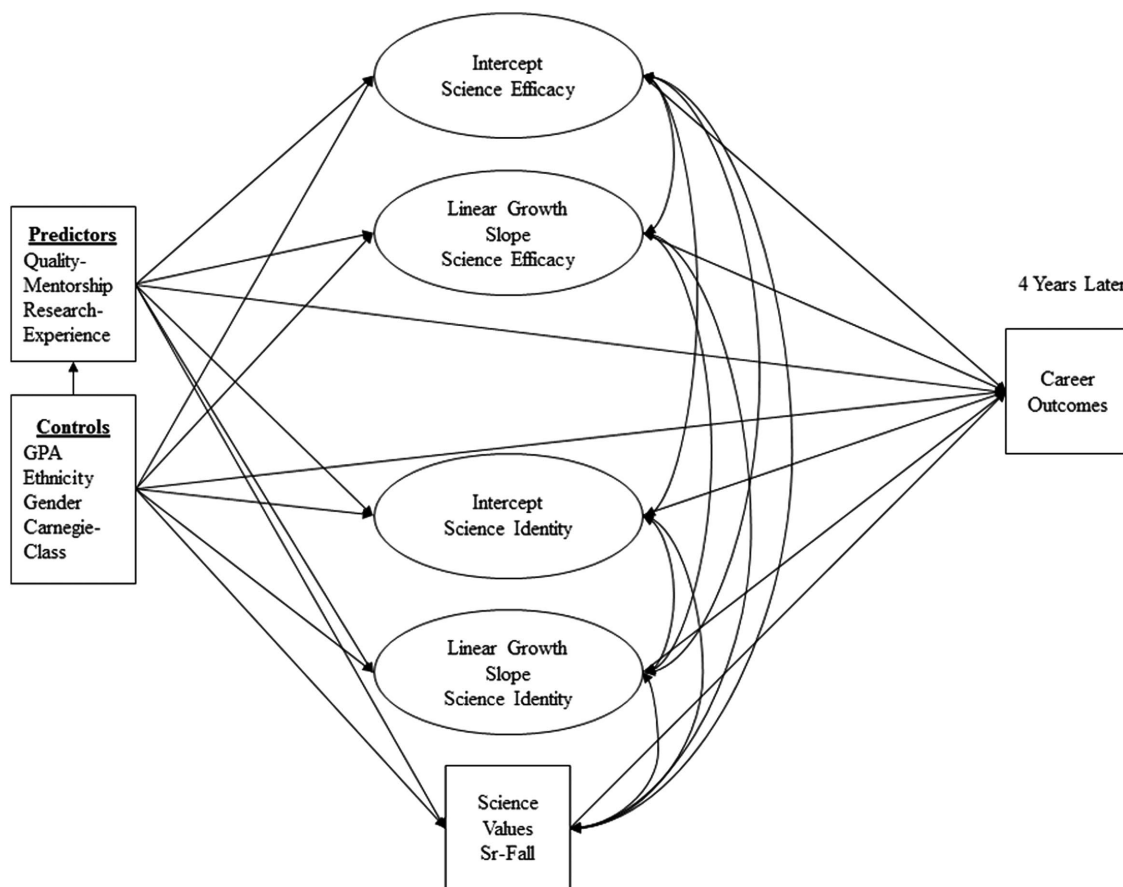 Intercept
Science Efficacy
Linear Growth
Slope
Science Efficacy
Predictors
Quality-
Mentorship
Research-
Experience
4 Years Later
Career
Outcomes
Controls
GPA
Ethnicity
Gender
Carnegie-
Class
Intercept
Science Identity
Linear Growth
Slope
Science Identity
Science
Values
Sr-Fall